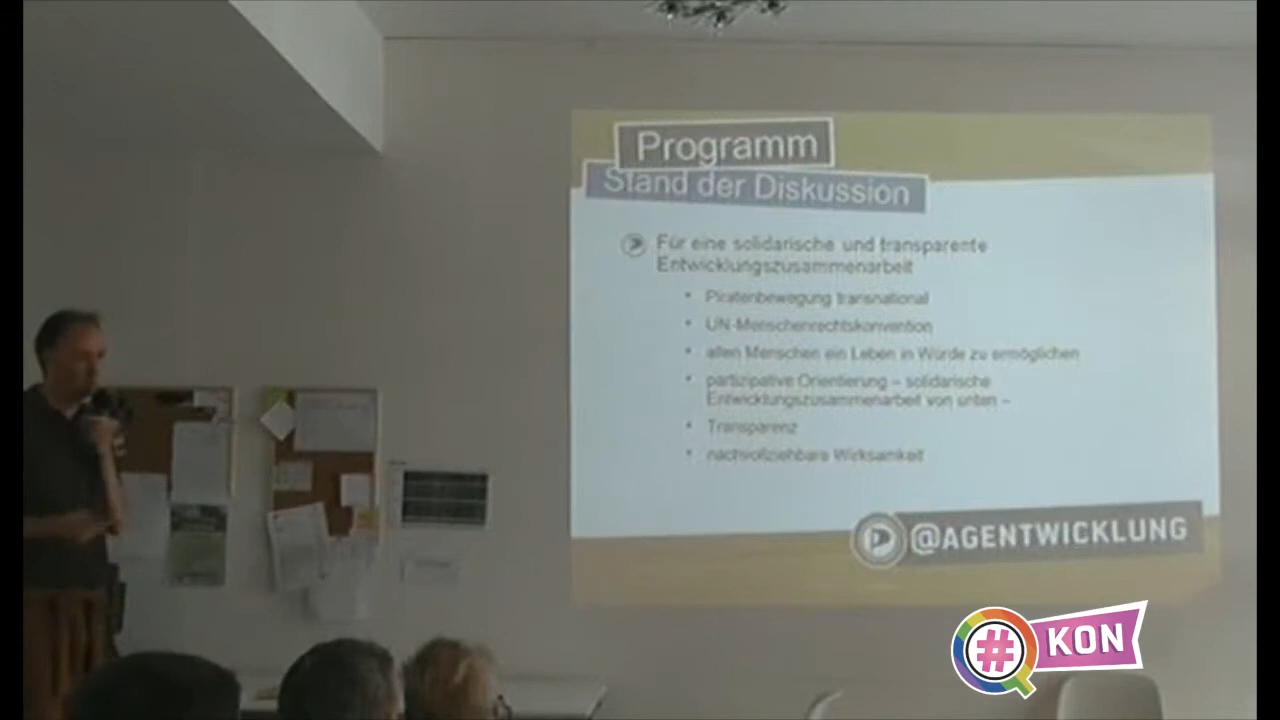 Programm
Stand der Diskussion
Für eine solidarische und transparente
Entwicklungszusammenarbeit
Piratenbewegung transnational
UN-Menschenrechtskonvention
allen Menschen ein Leben in Würde zu ermöglichen
partizipative Orientierung – solidarische
Entwicklungszusammenarbeit von unten –
Transparenz
nachvollziehbare Wirksamkeit
@AGENTWICKLUNG
# KON